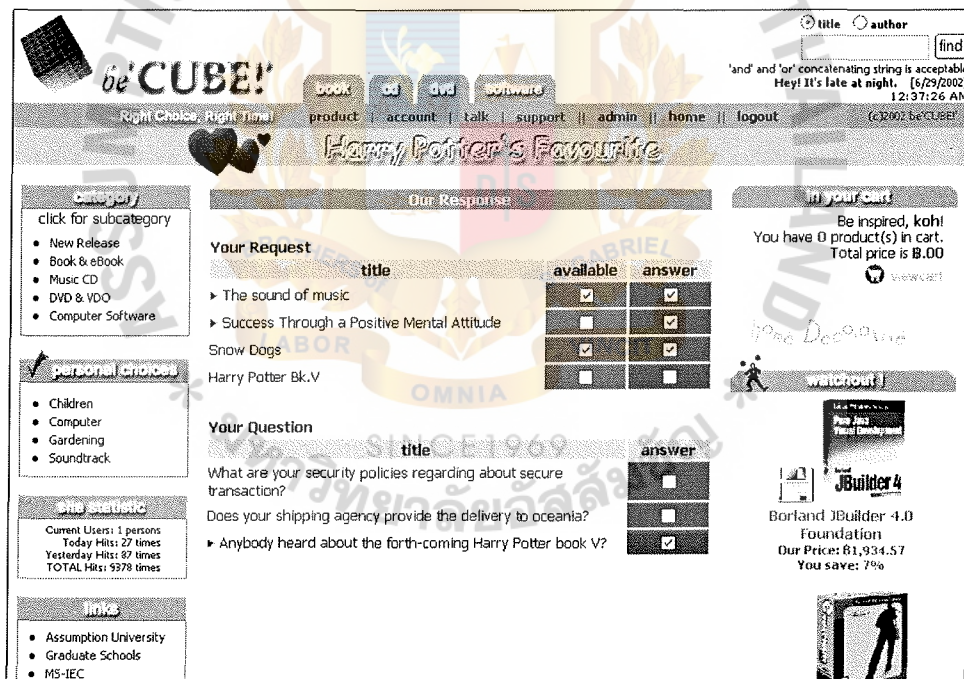 title author
find
be'CUBE!'
'and' and 'or' concatenating string is acceptable
Hey! It's late at night. [6/29/2002
12:37:26 AM
book cd dvd software
Right Choice, Right Time!
product | account | talk | support || admin || home || logout
(c)2002 be'CUBE!'
Harry Potter's Favourite
category
click for subcategory
• New Release
• Book & eBook
• Music CD
• DVD & VDO
• Computer Software
personal choices
• Children
• Computer
• Gardening
• Soundtrack
site statistic
Current Users: 1 persons
Today Hits: 27 times
Yesterday Hits: 87 times
TOTAL Hits: 9378 times
links
• Assumption University
• Graduate Schools
• MS-IEC
Our Response
Your Request
title available answer
▸ The sound of music
▸ Success Through a Positive Mental Attitude
Snow Dogs
Harry Potter Bk.V
Your Question
title answer
What are your security policies regarding about secure
transaction?
Does your shipping agency provide the delivery to oceania?
▸ Anybody heard about the forth-coming Harry Potter book V?
in your cart
Be inspired, koh!
You have 0 product(s) in cart.
Total price is ฿.00
viewcart
watchout !
JBuilder 4
Borland JBuilder 4.0
Foundation
Our Price: ฿1,934.57
You save: 7%
THAILAND
GABRIEL
LABOR
OMNIA
SINCE1969